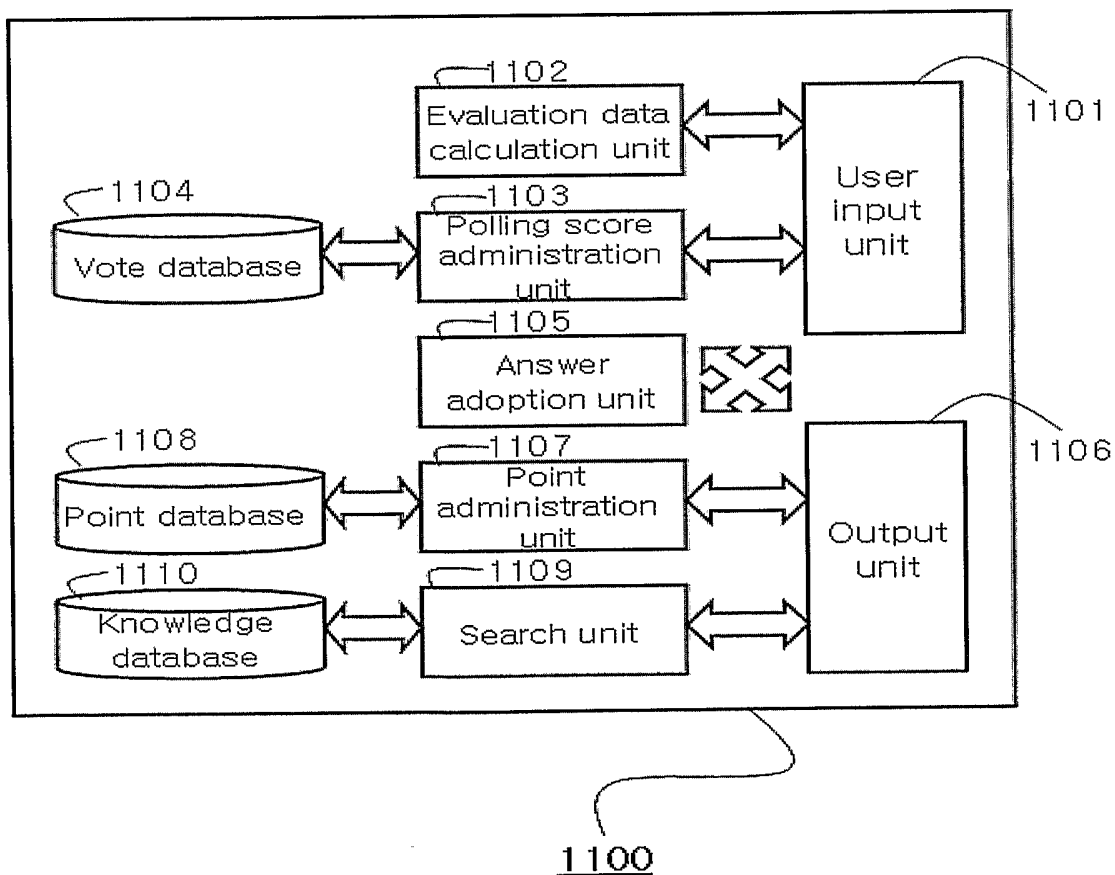 1102
Evaluation data
calculation unit
1101
User
input
unit
1104
Vote database
1103
Polling score
administration
unit
1105
Answer
adoption unit
1106
Output
unit
1108
Point database
1107
Point
administration
unit
1110
Knowledge
database
1109
Search unit
1100